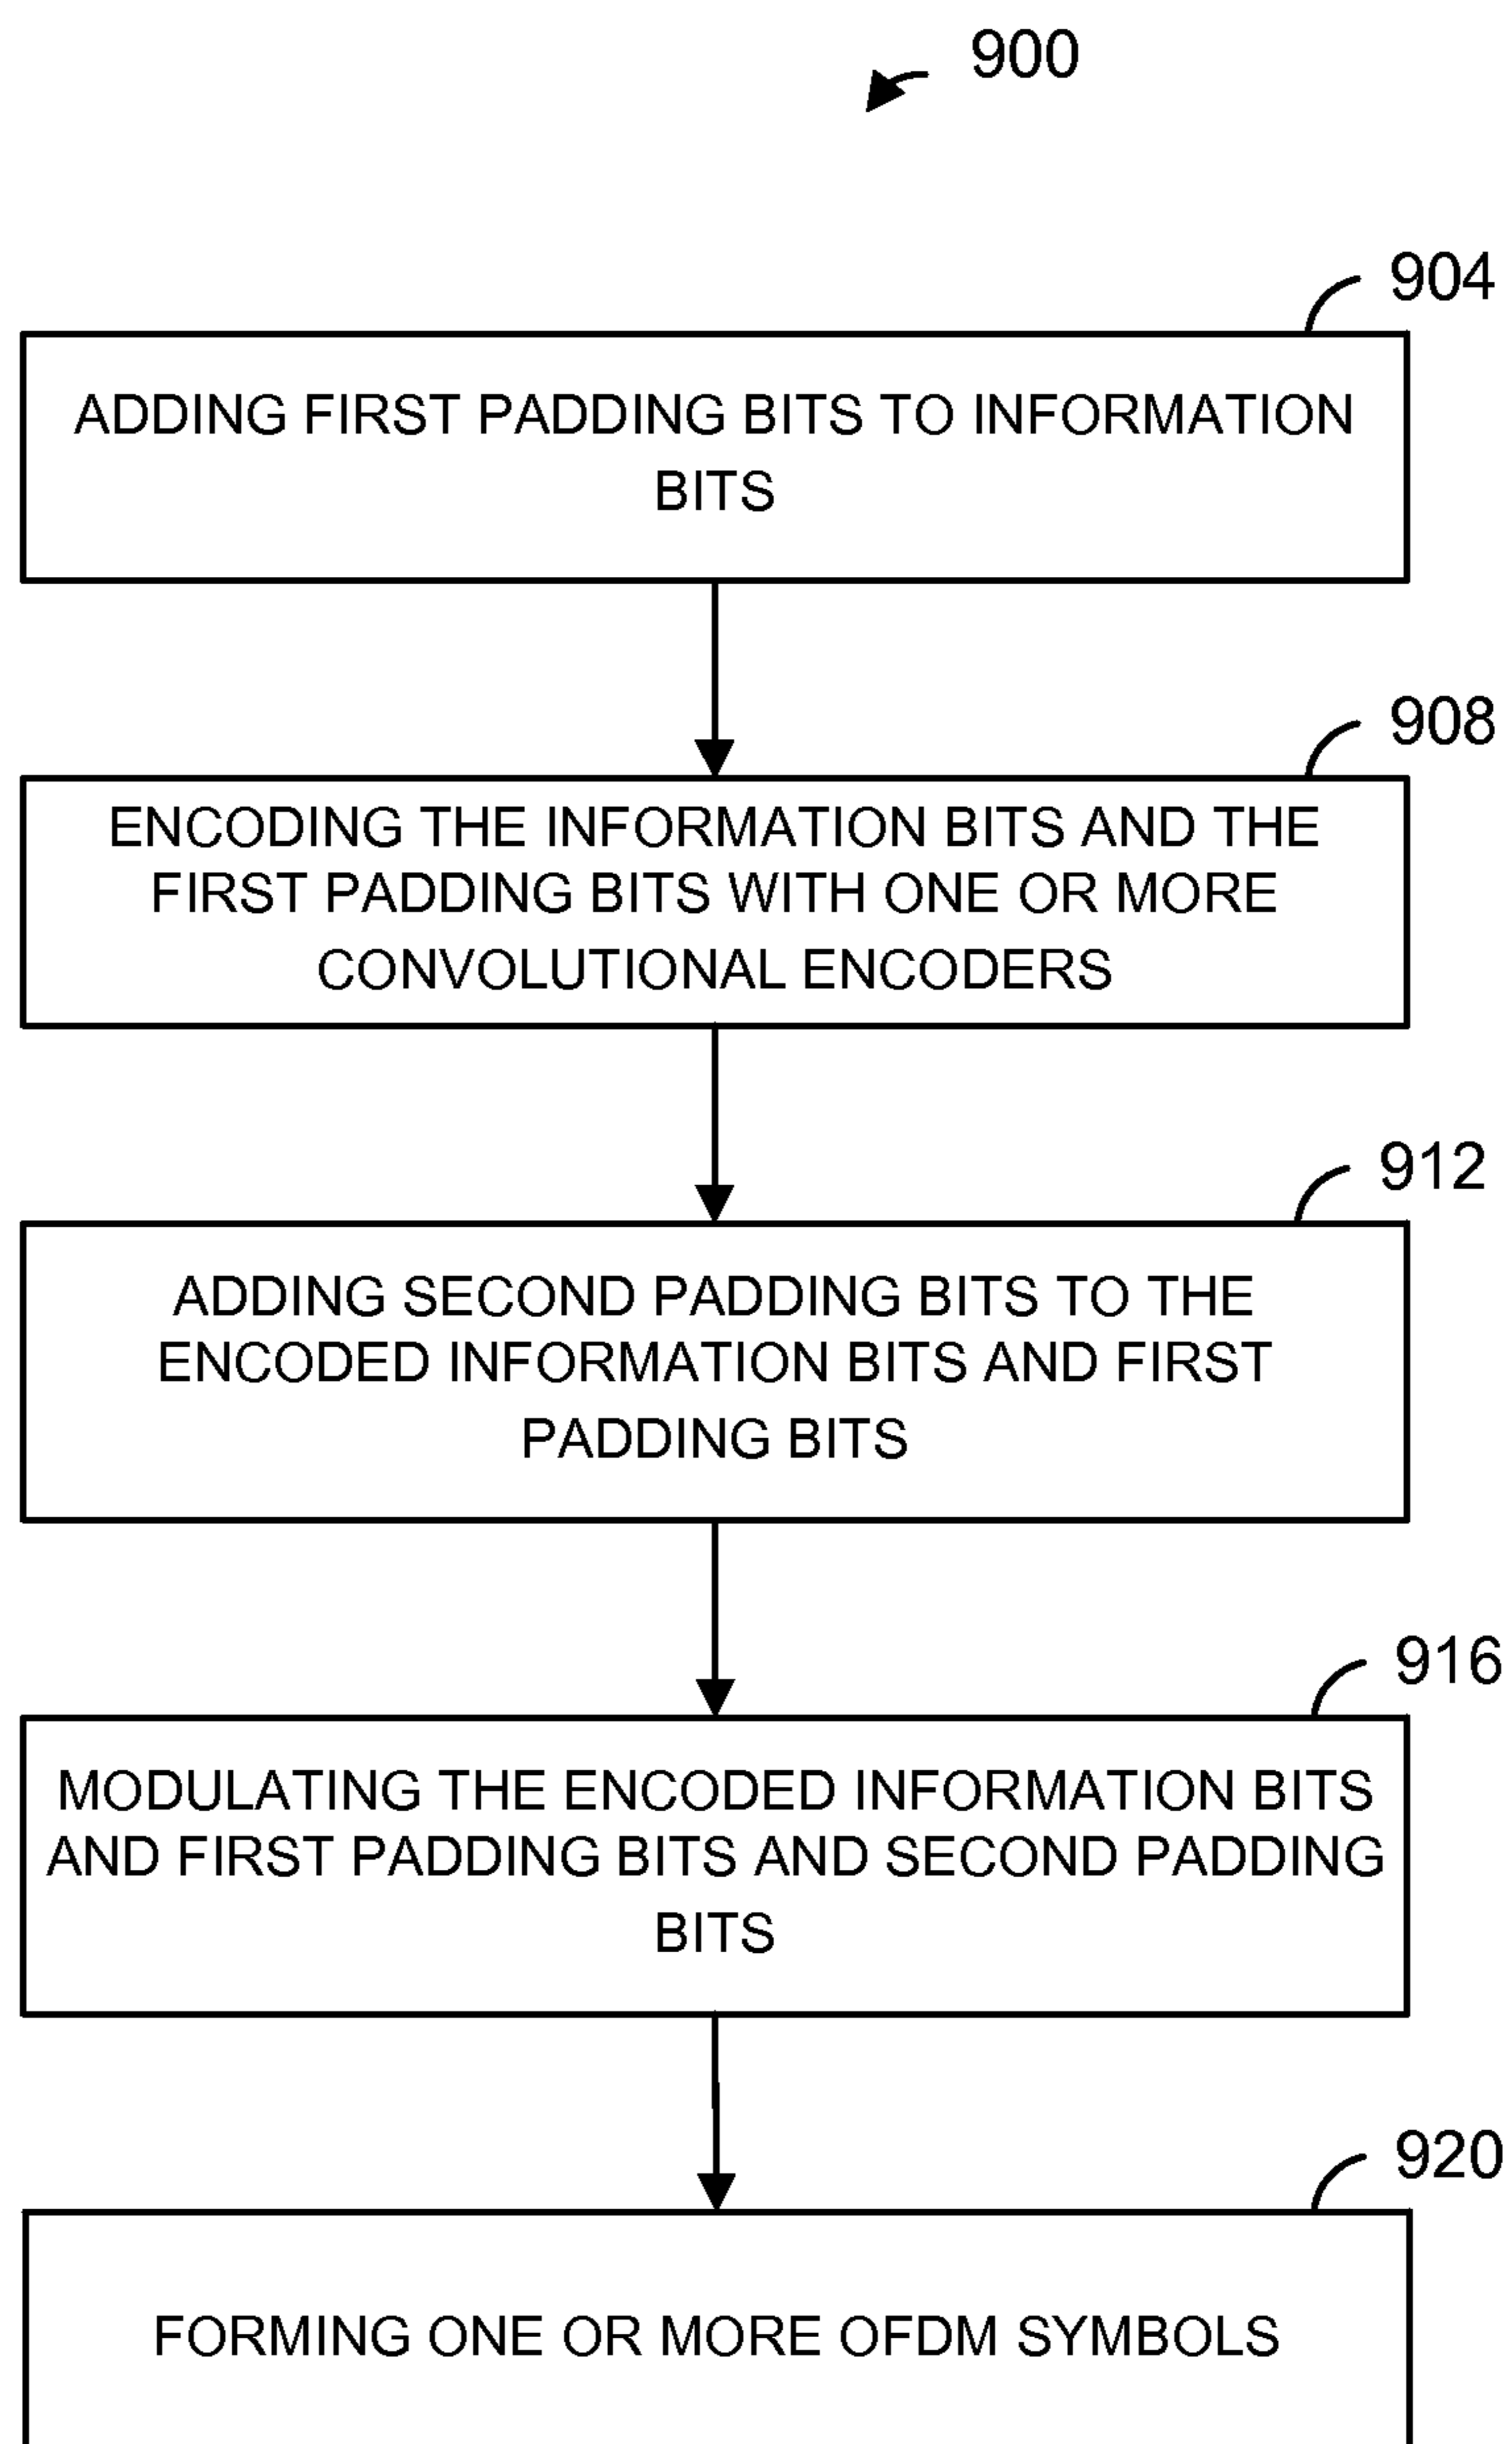 900
904
ADDING FIRST PADDING BITS TO INFORMATION
BITS
908
ENCODING THE INFORMATION BITS AND THE
FIRST PADDING BITS WITH ONE OR MORE
CONVOLUTIONAL ENCODERS
912
ADDING SECOND PADDING BITS TO THE
ENCODED INFORMATION BITS AND FIRST
PADDING BITS
916
MODULATING THE ENCODED INFORMATION BITS
AND FIRST PADDING BITS AND SECOND PADDING
BITS
920
FORMING ONE OR MORE OFDM SYMBOLS